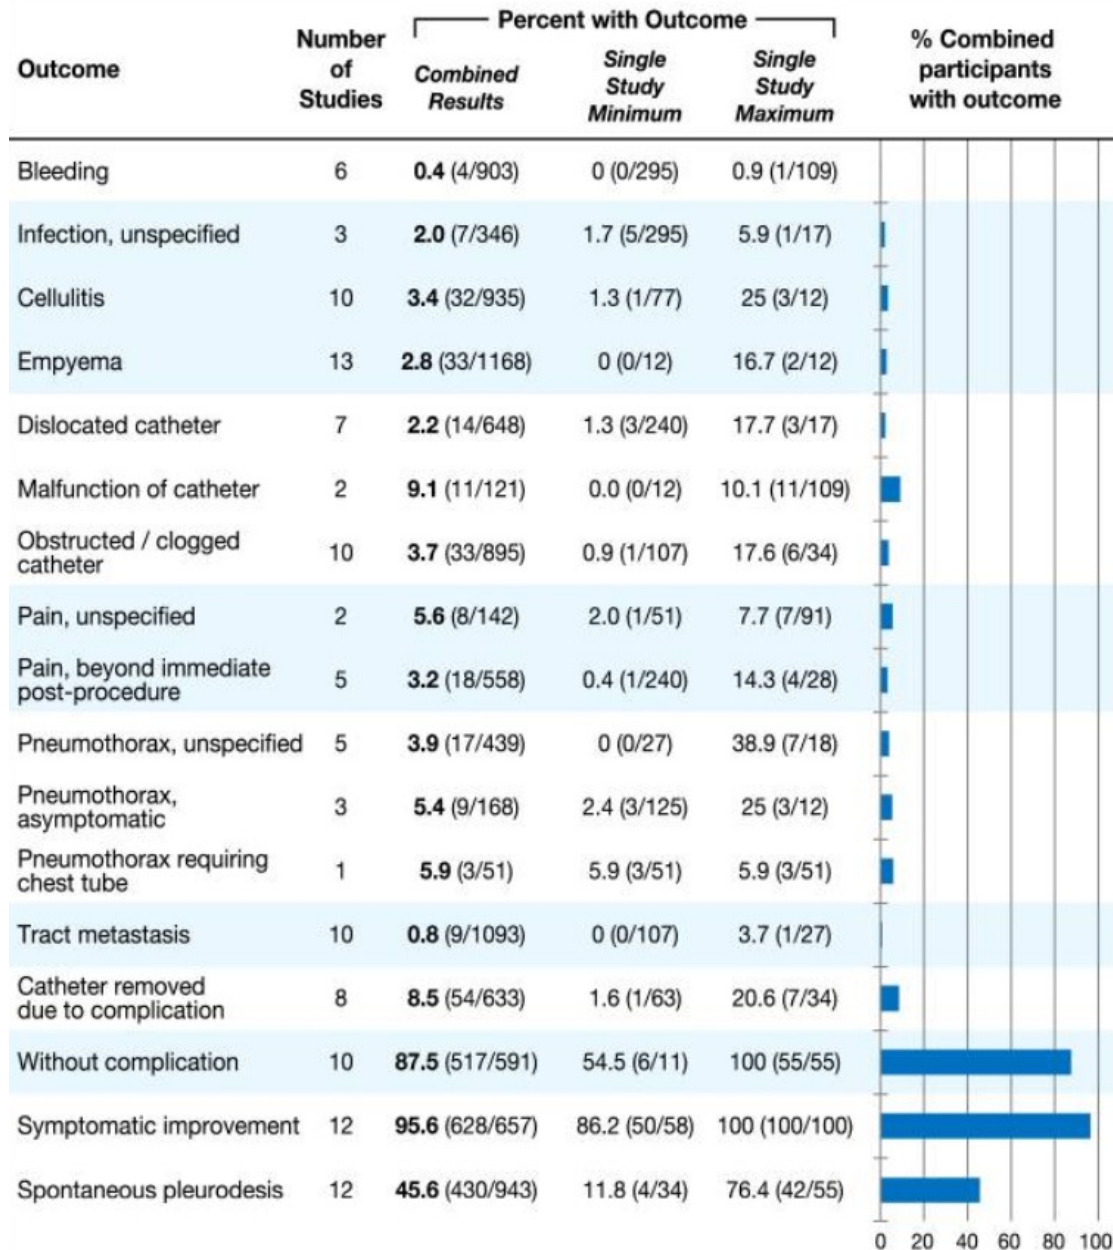 Percent with Outcome
Outcome Number of Studies Combined Results Single Study Minimum Single Study Maximum % Combined participants with outcome
Bleeding 6 0.4 (4/903) 0 (0/295) 0.9 (1/109)
Infection, unspecified 3 2.0 (7/346) 1.7 (5/295) 5.9 (1/17)
Cellulitis 10 3.4 (32/935) 1.3 (1/77) 25 (3/12)
Empyema 13 2.8 (33/1168) 0 (0/12) 16.7 (2/12)
Dislocated catheter 7 2.2 (14/648) 1.3 (3/240) 17.7 (3/17)
Malfunction of catheter 2 9.1 (11/121) 0.0 (0/12) 10.1 (11/109)
Obstructed / clogged catheter 10 3.7 (33/895) 0.9 (1/107) 17.6 (6/34)
Pain, unspecified 2 5.6 (8/142) 2.0 (1/51) 7.7 (7/91)
Pain, beyond immediate post-procedure 5 3.2 (18/558) 0.4 (1/240) 14.3 (4/28)
Pneumothorax, unspecified 5 3.9 (17/439) 0 (0/27) 38.9 (7/18)
Pneumothorax, asymptomatic 3 5.4 (9/168) 2.4 (3/125) 25 (3/12)
Pneumothorax requiring chest tube 1 5.9 (3/51) 5.9 (3/51) 5.9 (3/51)
Tract metastasis 10 0.8 (9/1093) 0 (0/107) 3.7 (1/27)
Catheter removed due to complication 8 8.5 (54/633) 1.6 (1/63) 20.6 (7/34)
Without complication 10 87.5 (517/591) 54.5 (6/11) 100 (55/55)
Symptomatic improvement 12 95.6 (628/657) 86.2 (50/58) 100 (100/100)
Spontaneous pleurodesis 12 45.6 (430/943) 11.8 (4/34) 76.4 (42/55)
0 20 40 60 80 100